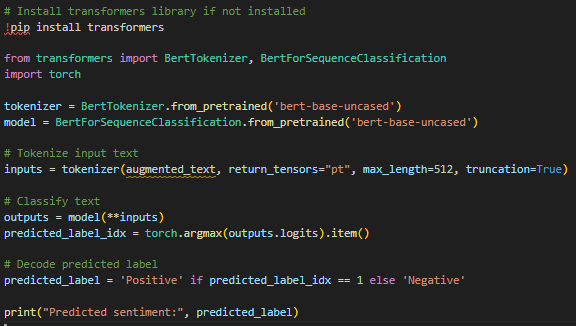 # Install transformers library if not installed
!pip install transformers
from transformers import BertTokenizer, BertForSequenceClassification
import torch
tokenizer = BertTokenizer.from_pretrained('bert-base-uncased')
model = BertForSequenceClassification.from_pretrained('bert-base-uncased')
# Tokenize input text
inputs = tokenizer(augmented_text, return_tensors="pt", max_length=512, truncation=True)
# Classify text
outputs = model(**inputs)
predicted_label_idx = torch.argmax(outputs.logits).item()
# Decode predicted label
predicted_label = 'Positive' if predicted_label_idx == 1 else 'Negative'
print("Predicted sentiment:", predicted_label)